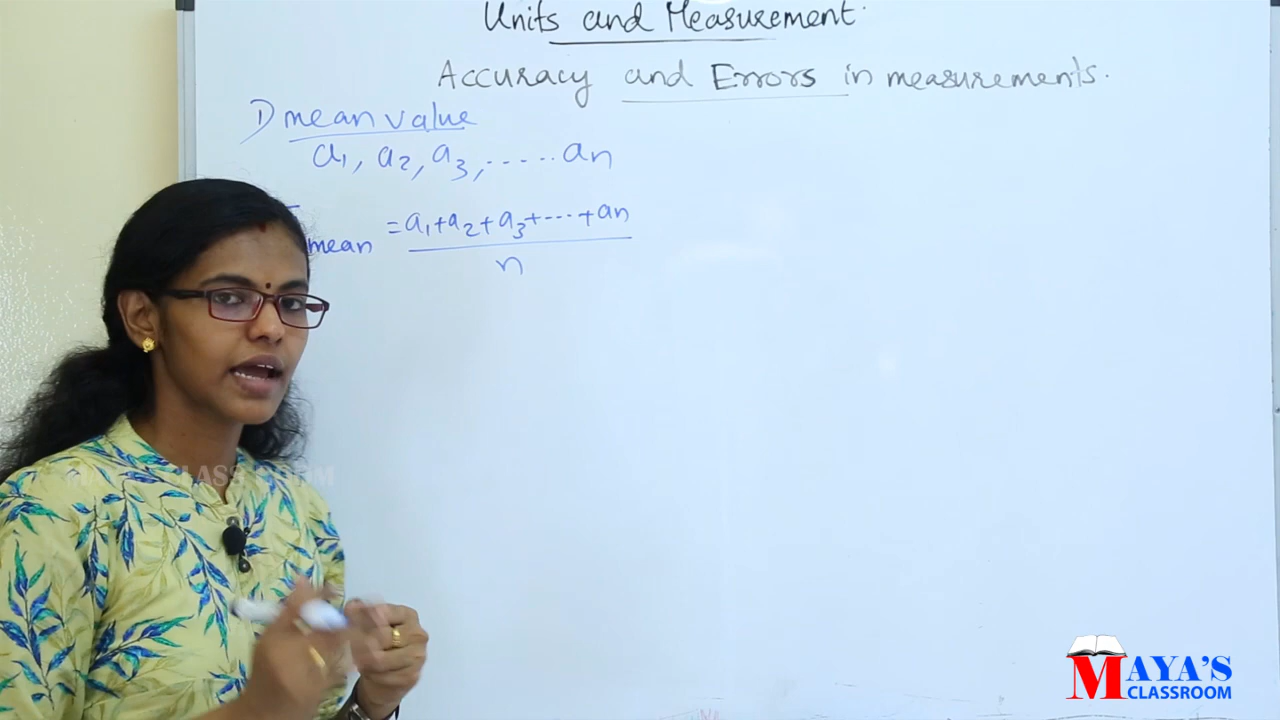 Units and Measurement.
Accuracy and Errors in measurements.
1) mean value
a₁, a₂, a₃, ..... an
mean = a₁+a₂+a₃+...+an
n
MAYA'S
CLASSROOM